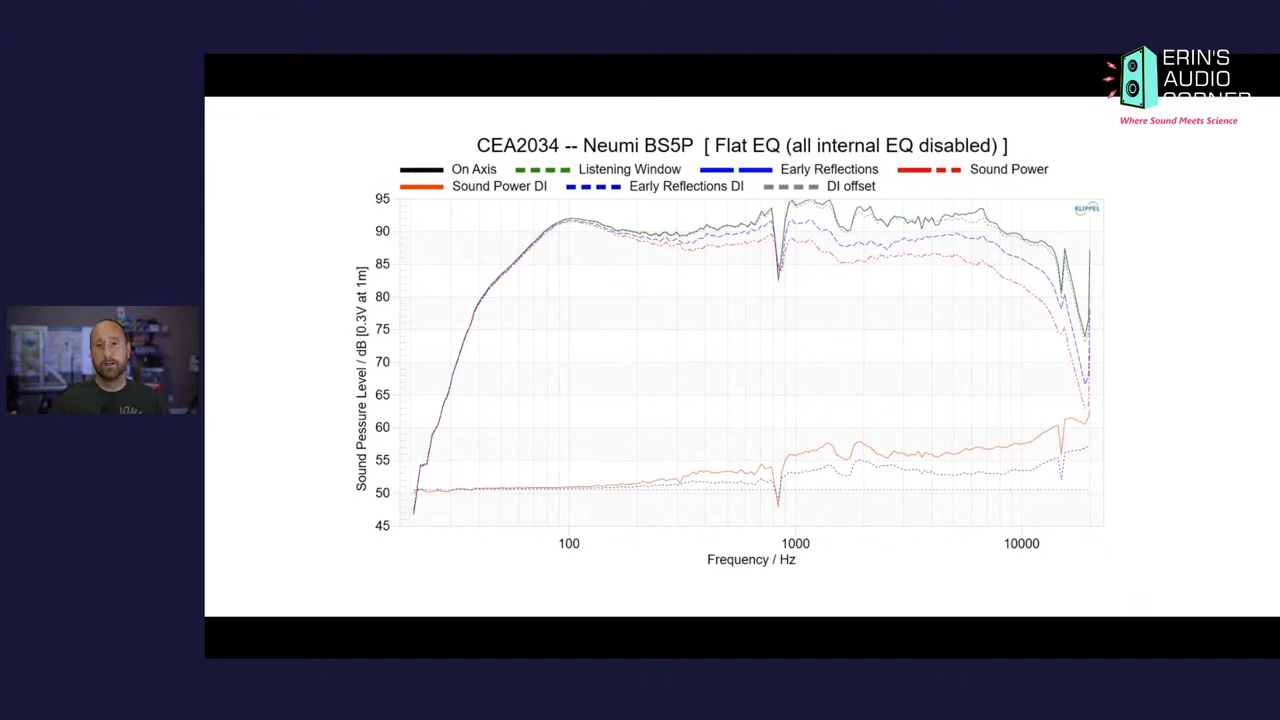 ERIN'S
AUDIO
CORNER
Where Sound Meets Science
CEA2034 -- Neumi BS5P [ Flat EQ (all internal EQ disabled) ]
On Axis Listening Window Early Reflections Sound Power
Sound Power DI Early Reflections DI DI offset
KLIPPEL
95
90
85
80
75
70
65
60
55
50
45
Sound Pessure Level / dB [0.3V at 1m]
100 1000 10000
Frequency / Hz